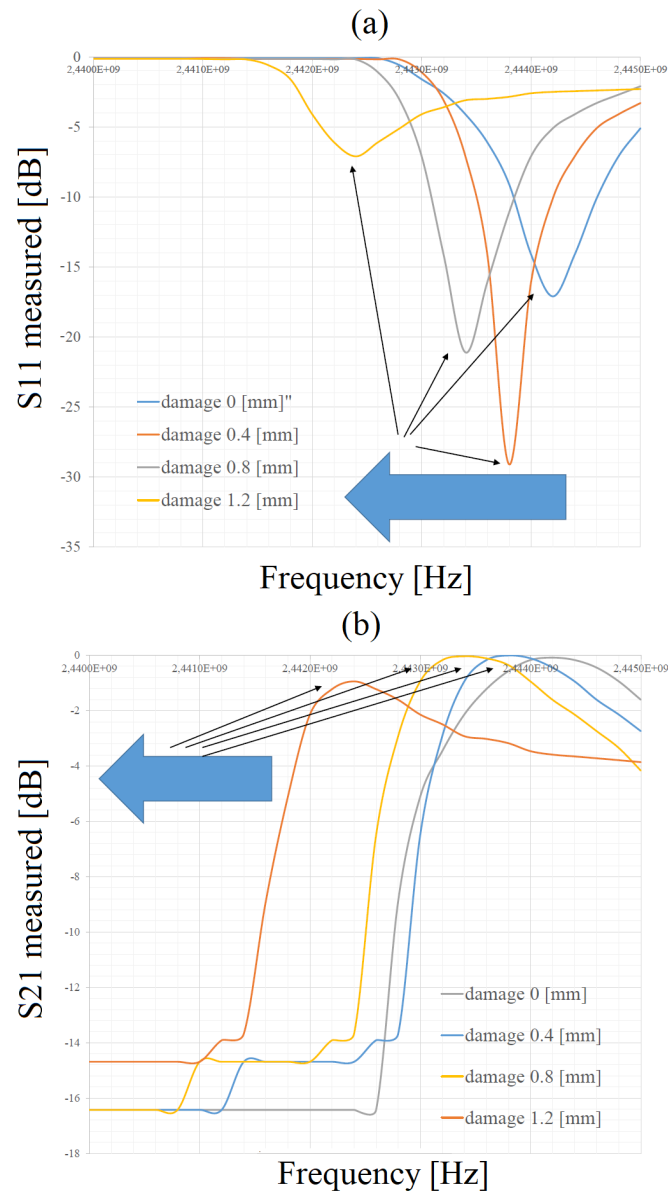 (a)
0
2,4400E+09 2,4410E+09 2,4420E+09 2,4430E+09 2,4440E+09 2,4450E+09
-5
-10
-15
-20
-25
-30
-35
S11 measured [dB]
damage 0 [mm]"
damage 0.4 [mm]
damage 0.8 [mm]
damage 1.2 [mm]
Frequency [Hz]
(b)
0
2,4400E+09 2,4410E+09 2,4420E+09 2,4430E+09 2,4440E+09 2,4450E+09
-2
-4
-6
-8
-10
-12
-14
-16
-18
S21 measured [dB]
damage 0 [mm]
damage 0.4 [mm]
damage 0.8 [mm]
damage 1.2 [mm]
Frequency [Hz]